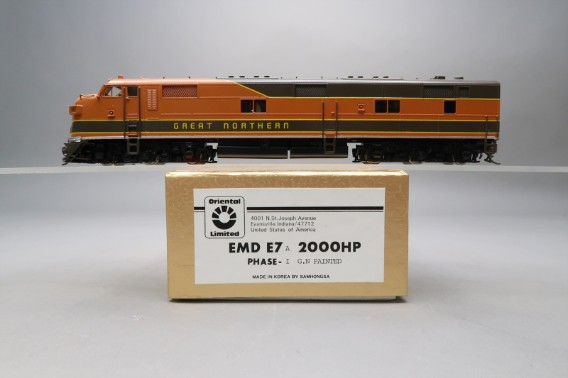 GREAT NORTHERN
Oriental
Limited
4001 N.St.Joseph Avenue
Evansville,Indiana/47712
United States of America
EMD E7 A 2000HP
PHASE- I G.N PAINTED
MADE IN KOREA BY SAMHONGSA